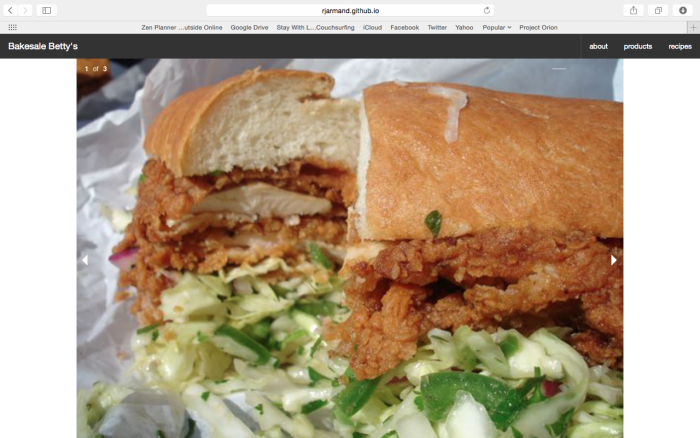 rjarmand.github.io
Zen Planner ...utside Online Google Drive Stay With L...Couchsurfing iCloud Facebook Twitter Yahoo Popular Project Orion
Bakesale Betty's about products recipes
1 of 3